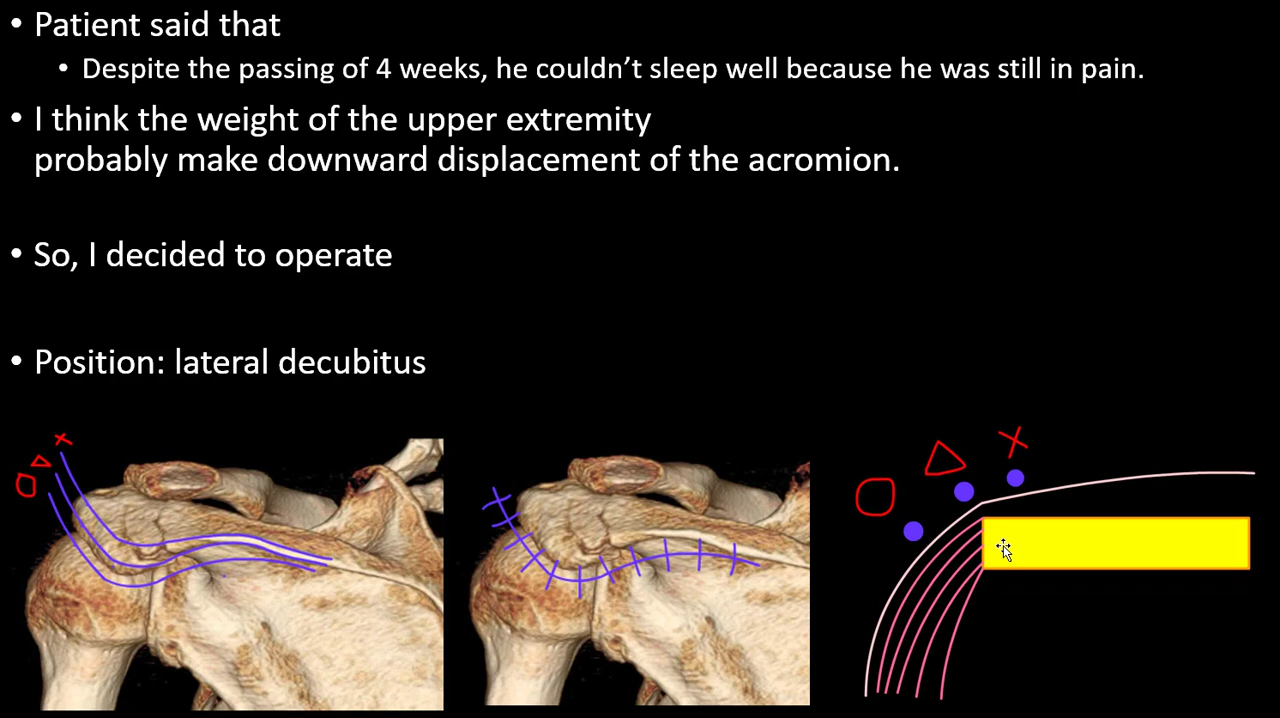 • Patient said that
• Despite the passing of 4 weeks, he couldn't sleep well because he was still in pain.
• I think the weight of the upper extremity
probably make downward displacement of the acromion.
• So, I decided to operate
• Position: lateral decubitus